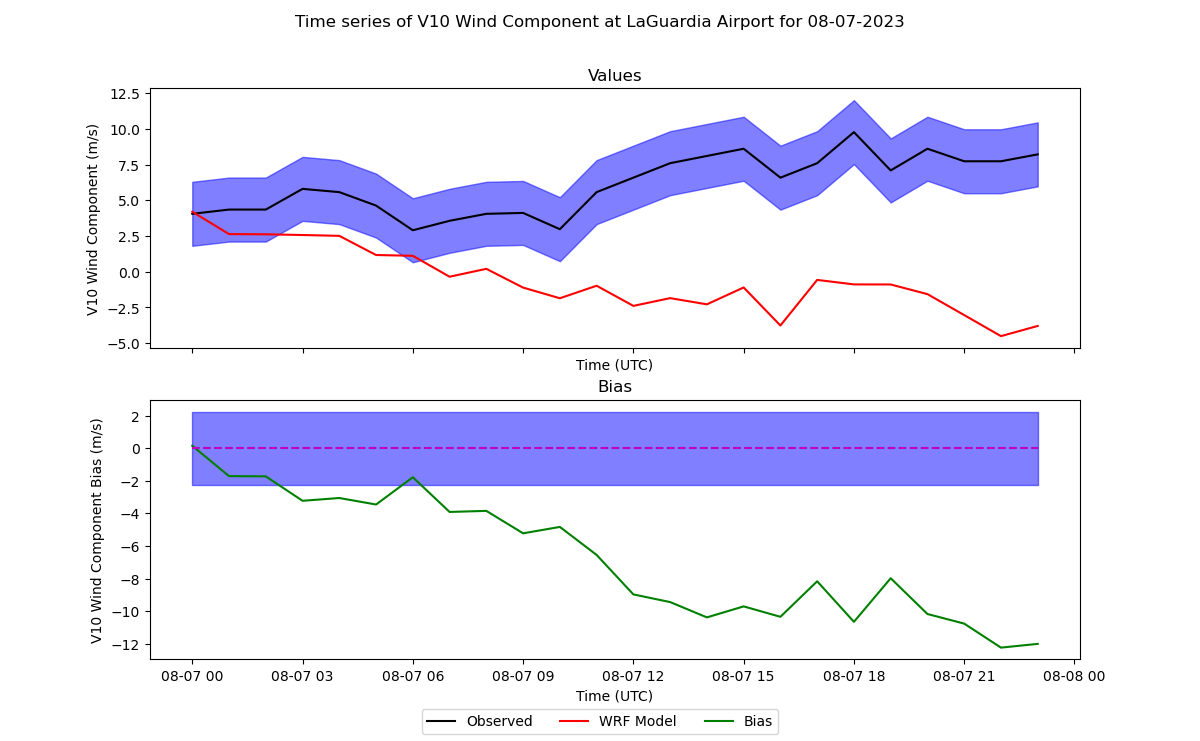 Time series of V10 Wind Component at LaGuardia Airport for 08-07-2023
Values
V10 Wind Component (m/s)
12.5
10.0
7.5
5.0
2.5
0.0
−2.5
−5.0
Time (UTC)
Bias
V10 Wind Component Bias (m/s)
2
0
−2
−4
−6
−8
−10
−12
08-07 00 08-07 03 08-07 06 08-07 09 08-07 12 08-07 15 08-07 18 08-07 21 08-08 00
Time (UTC)
Observed WRF Model Bias